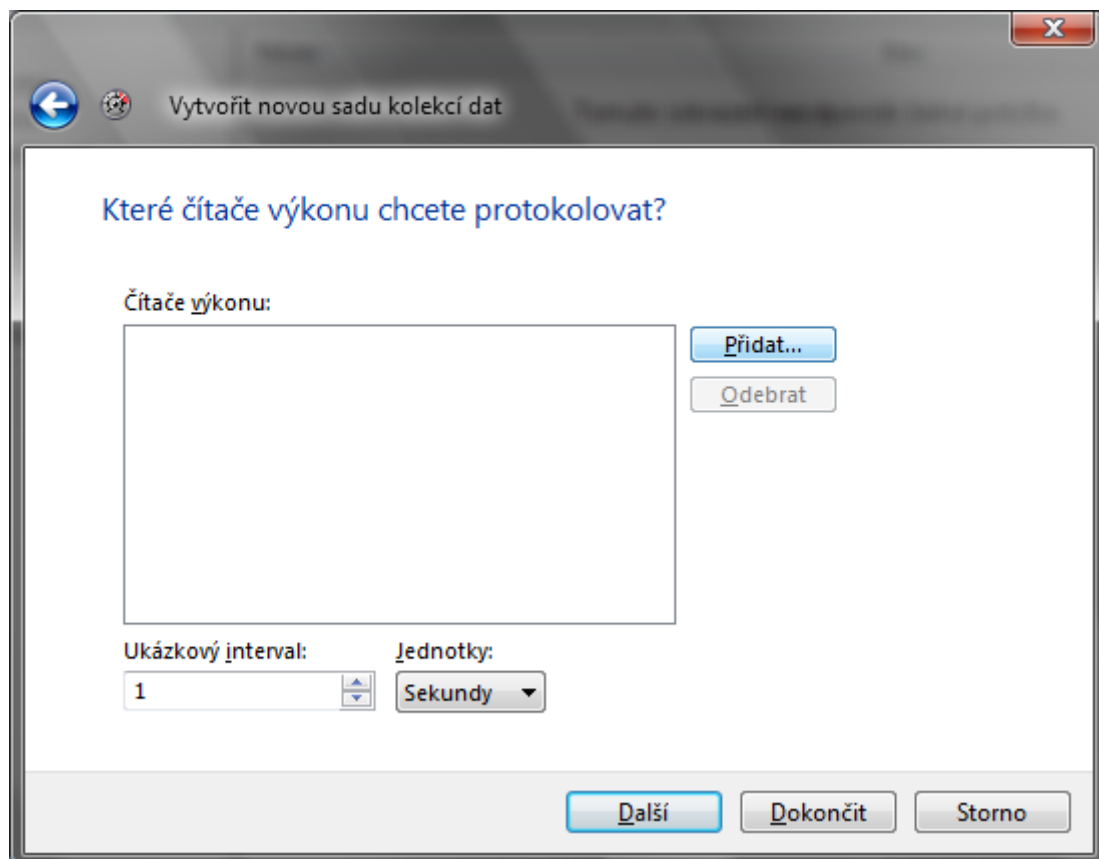 Vytvořit novou sadu kolekcí dat
Které čítače výkonu chcete protokolovat?
Čítače výkonu:
Přidat...
Odebrat
Ukázkový interval: Jednotky:
1 Sekundy
Další Dokončit Storno